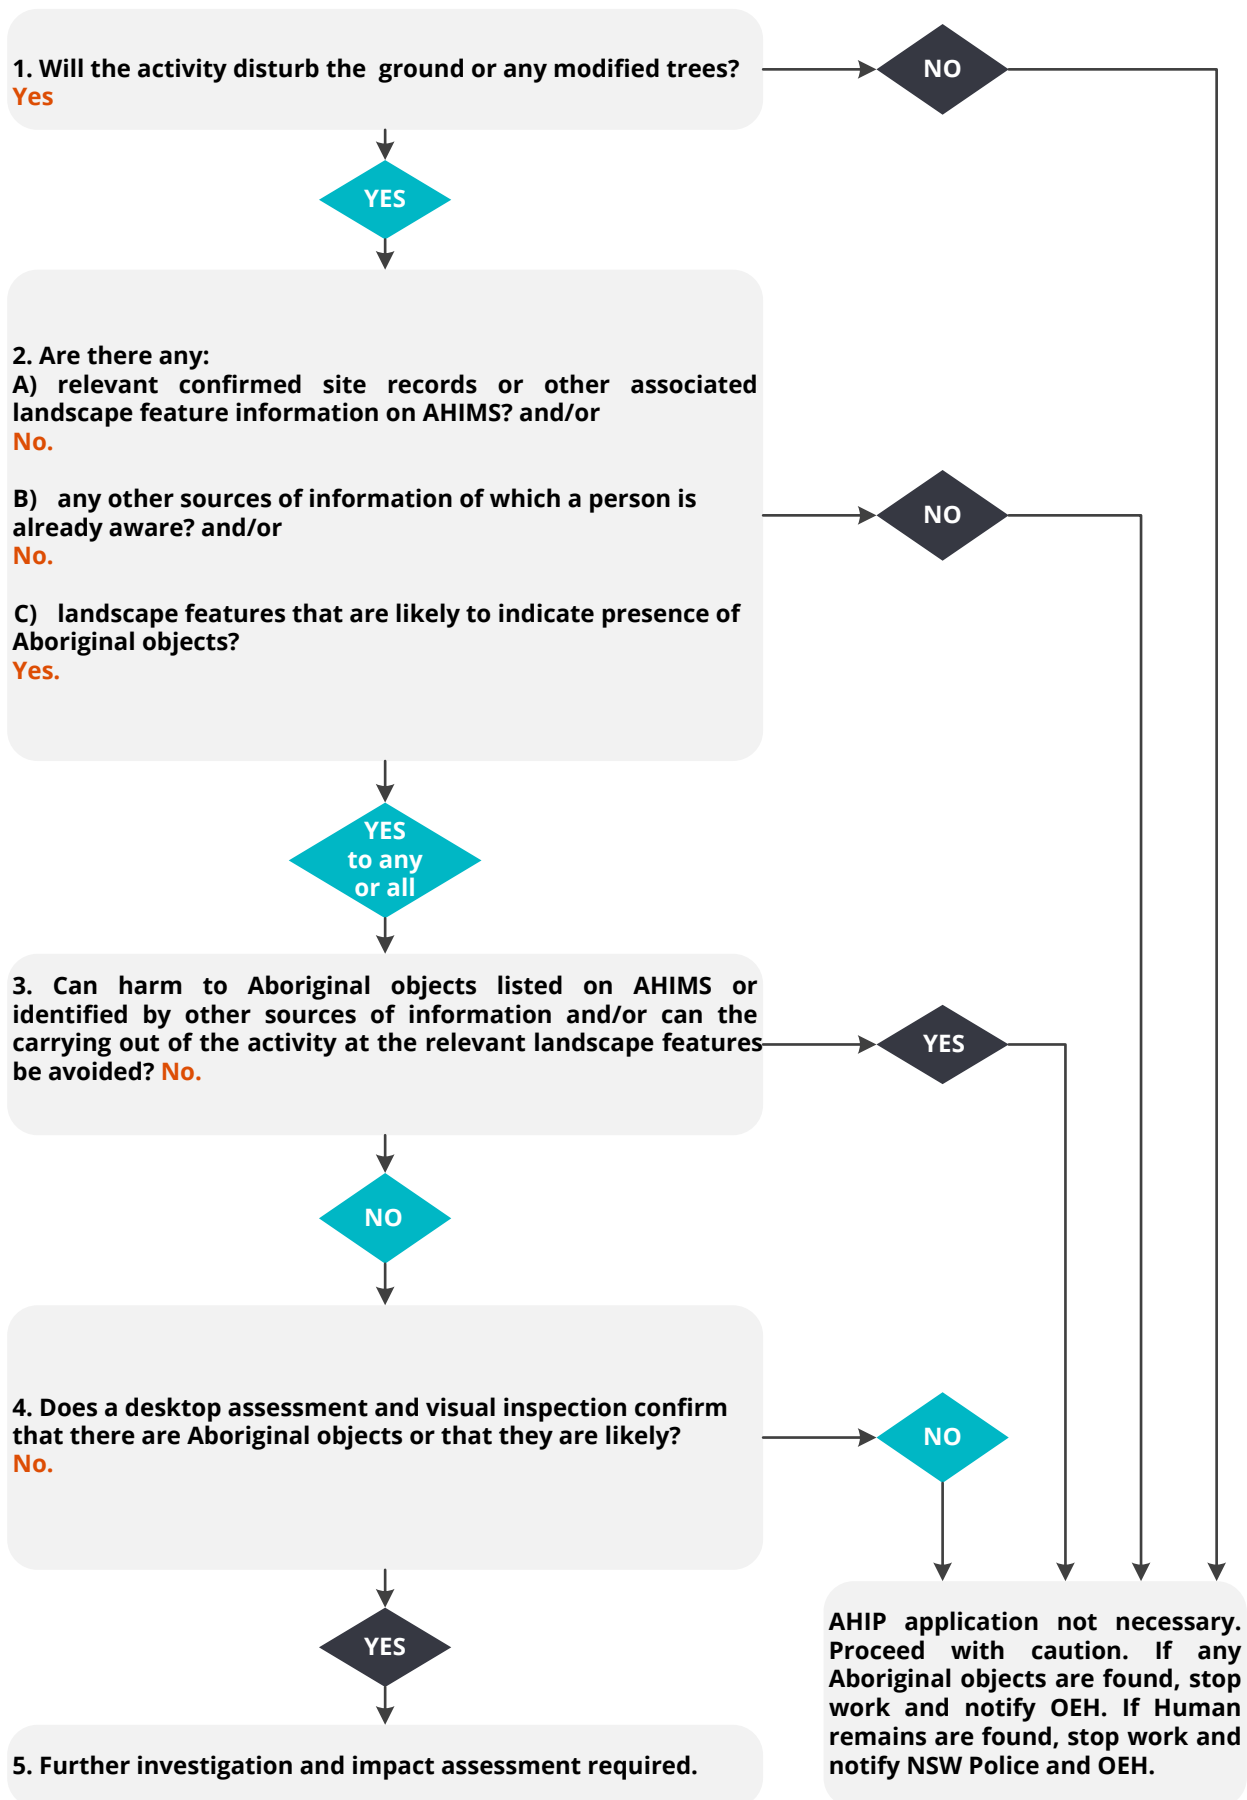 1. Will the activity disturb the ground or any modified trees?
Yes
NO
YES
2. Are there any:
A) relevant confirmed site records or other associated
landscape feature information on AHIMS? and/or
No.
B) any other sources of information of which a person is
already aware? and/or
No.
C) landscape features that are likely to indicate presence of
Aboriginal objects?
Yes.
NO
YES
to any
or all
3. Can harm to Aboriginal objects listed on AHIMS or
identified by other sources of information and/or can the
carrying out of the activity at the relevant landscape features
be avoided? No.
YES
NO
4. Does a desktop assessment and visual inspection confirm
that there are Aboriginal objects or that they are likely?
No.
NO
YES
5. Further investigation and impact assessment required.
AHIP application not necessary.
Proceed with caution. If any
Aboriginal objects are found, stop
work and notify OEH. If Human
remains are found, stop work and
notify NSW Police and OEH.